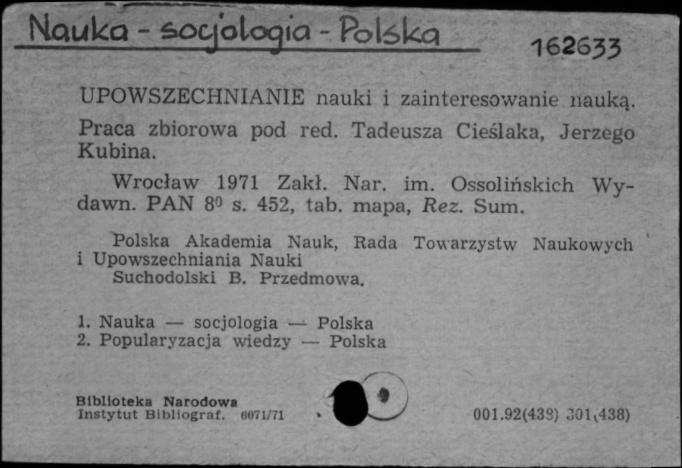 Nauka - socjologia - Polska
162633
UPOWSZECHNIANIE nauki i zainteresowanie nauką.
Praca zbiorowa pod red. Tadeusza Cieślaka, Jerzego
Kubina.
Wrocław 1971 Zakł. Nar. im. Ossolińskich Wy-
dawn. PAN 8⁰ s. 452, tab. mapa, Rez. Sum.
Polska Akademia Nauk, Rada Towarzystw Naukowych
i Upowszechniania Nauki
Suchodolski B. Przedmowa.
1. Nauka — socjologia — Polska
2. Popularyzacja wiedzy — Polska
Biblioteka Narodowa
Instytut Bibliograf. 6071/71
001.92(438) 301(438)